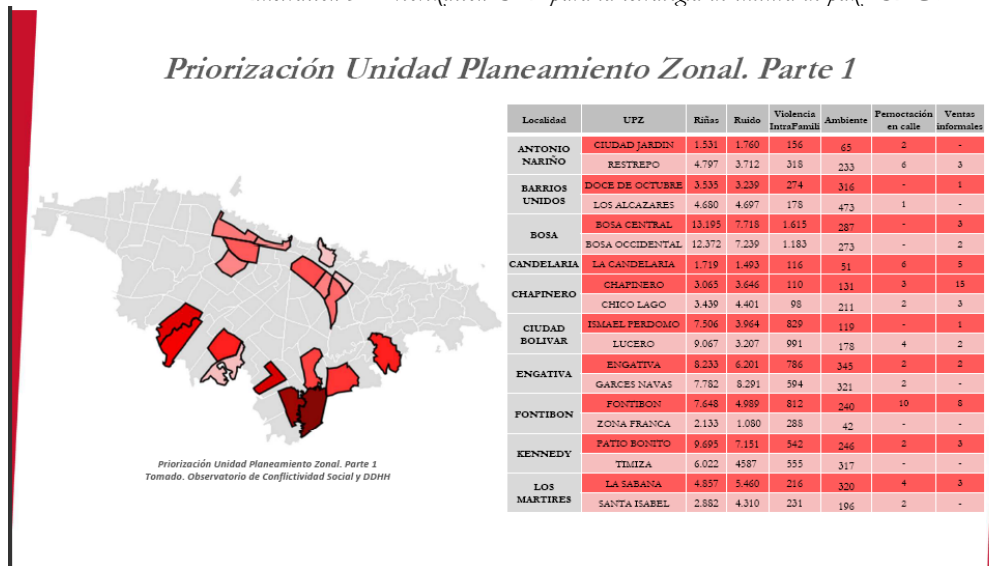 Priorización Unidad Planeamiento Zonal. Parte 1
Localidad UPZ Riñas Ruido Violencia IntraFamili Ambiente Pernoctación en calle Ventas informales
ANTONIO NARIÑO CIUDAD JARDIN 1.531 1.760 156 65 2 -
RESTREPO 4.797 3.712 318 233 6 3
BARRIOS UNIDOS DOCE DE OCTUBRE 3.535 3.239 274 316 - 1
LOS ALCAZARES 4.680 4.697 178 473 1 -
BOSA BOSA CENTRAL 13.195 7.718 1.615 287 - 3
BOSA OCCIDENTAL 12.372 7.239 1.183 273 - 2
CANDELARIA LA CANDELARIA 1.719 1.493 116 51 6 5
CHAPINERO CHAPINERO 3.065 3.646 110 131 3 15
CHICO LAGO 3.439 4.401 98 211 2 3
CIUDAD BOLIVAR ISMAEL PERDOMO 7.506 3.964 829 119 - 1
LUCERO 9.067 3.207 991 178 4 2
ENGATIVA ENGATIVA 8.233 6.201 786 345 2 2
GARCES NAVAS 7.782 8.291 594 321 2 -
FONTIBON FONTIBON 7.648 4.989 812 240 10 8
ZONA FRANCA 2.133 1.080 288 42 - -
KENNEDY PATIO BONITO 9.695 7.151 542 246 2 3
TIMIZA 6.022 4587 555 317 - -
LOS MARTIRES LA SABANA 4.857 5.460 216 320 4 3
SANTA ISABEL 2.882 4.310 231 196 2 -
Priorización Unidad Planeamiento Zonal. Parte 1
Tomado. Observatorio de Conflictividad Social y DDHH